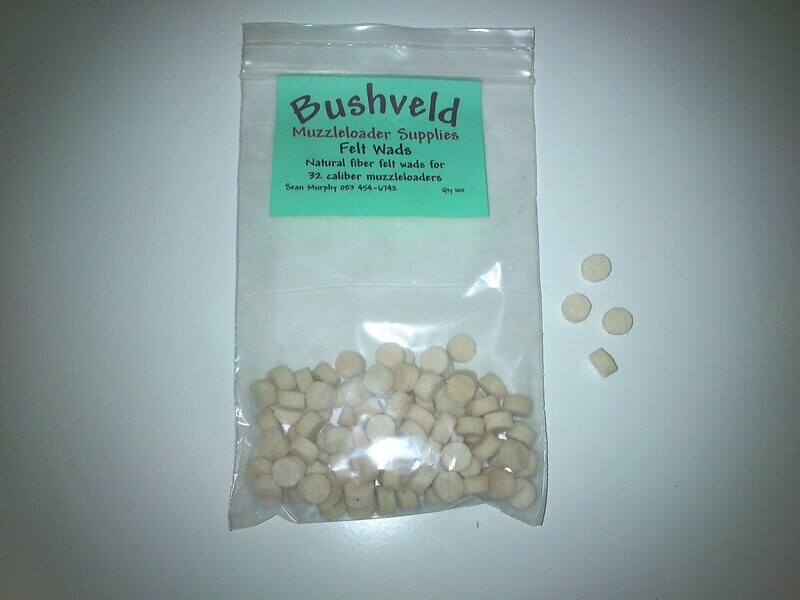 Bushveld
Muzzleloader Supplies
Felt Wads
Natural fiber felt wads for
32 caliber muzzleloaders
Sean Murphy 083 454-6742 Qty 100